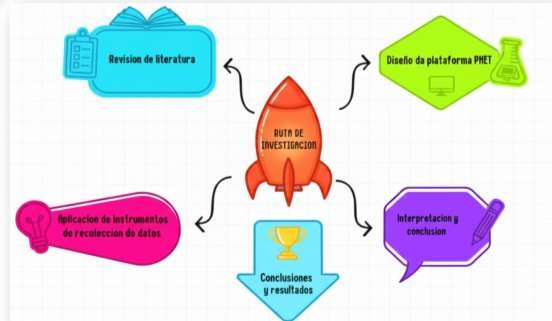 Revision de literatura
Diseño da plataforma PHET
RUTA DE
INVESTIGACION
Aplicacion de instrumentos
de recoleccion do datos
Interpretacion y
conclusion
Conclusiones
y resultados